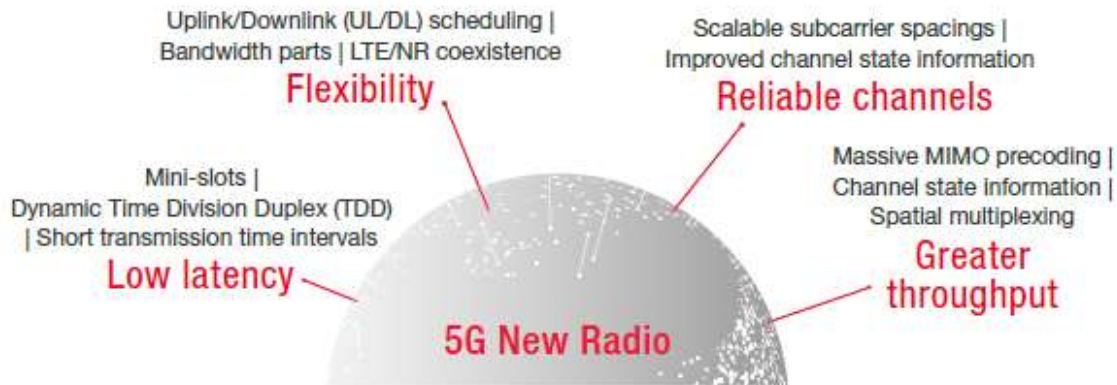 Uplink/Downlink (UL/DL) scheduling |
Bandwidth parts | LTE/NR coexistence
Flexibility
Scalable subcarrier spacings |
Improved channel state information
Reliable channels
Mini-slots |
Dynamic Time Division Duplex (TDD)
| Short transmission time intervals
Low latency
Massive MIMO precoding |
Channel state information |
Spatial multiplexing
Greater
throughput
5G New Radio